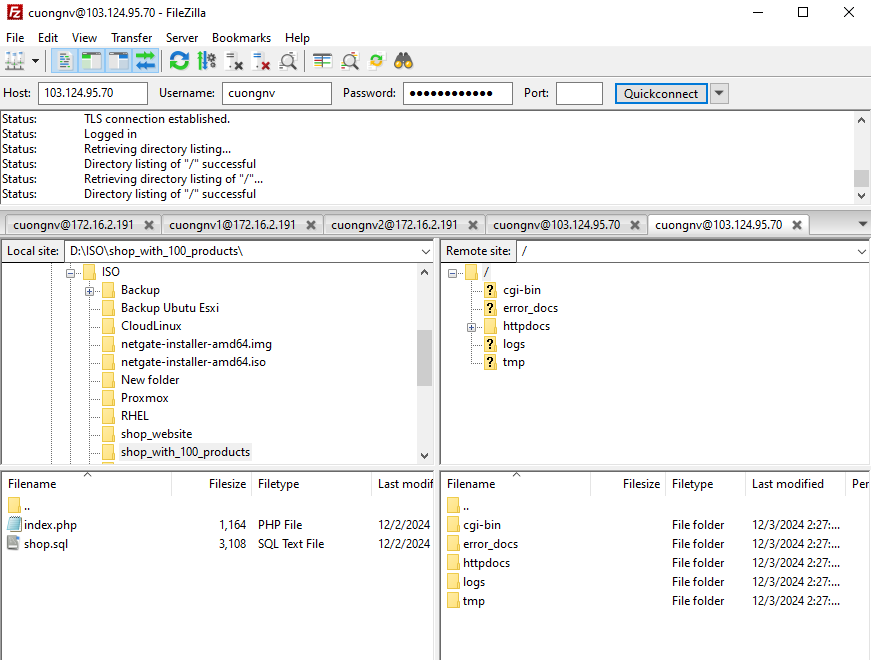 cuongnv@103.124.95.70 - FileZilla
File Edit View Transfer Server Bookmarks Help
Host: 103.124.95.70 Username: cuongnv Password: ●●●●●●●●●●●● Port: Quickconnect
Status: TLS connection established.
Status: Logged in
Status: Retrieving directory listing...
Status: Directory listing of "/" successful
Status: Retrieving directory listing of "/"...
Status: Directory listing of "/" successful
cuongnv@172.16.2.191 cuongnv1@172.16.2.191 cuongnv2@172.16.2.191 cuongnv@103.124.95.70 cuongnv@103.124.95.70
Local site: D:\ISO\shop_with_100_products\
ISO
Backup
Backup Ubutu Esxi
CloudLinux
netgate-installer-amd64.img
netgate-installer-amd64.iso
New folder
Proxmox
RHEL
shop_website
shop_with_100_products
Remote site: /
/
? cgi-bin
? error_docs
httpdocs
? logs
? tmp
Filename Filesize Filetype Last modif
..
index.php 1,164 PHP File 12/2/2024
shop.sql 3,108 SQL Text File 12/2/2024
Filename Filesize Filetype Last modified Per
..
cgi-bin File folder 12/3/2024 2:27:...
error_docs File folder 12/3/2024 2:27:...
httpdocs File folder 12/3/2024 2:27:...
logs File folder 12/3/2024 2:27:...
tmp File folder 12/3/2024 2:27:...